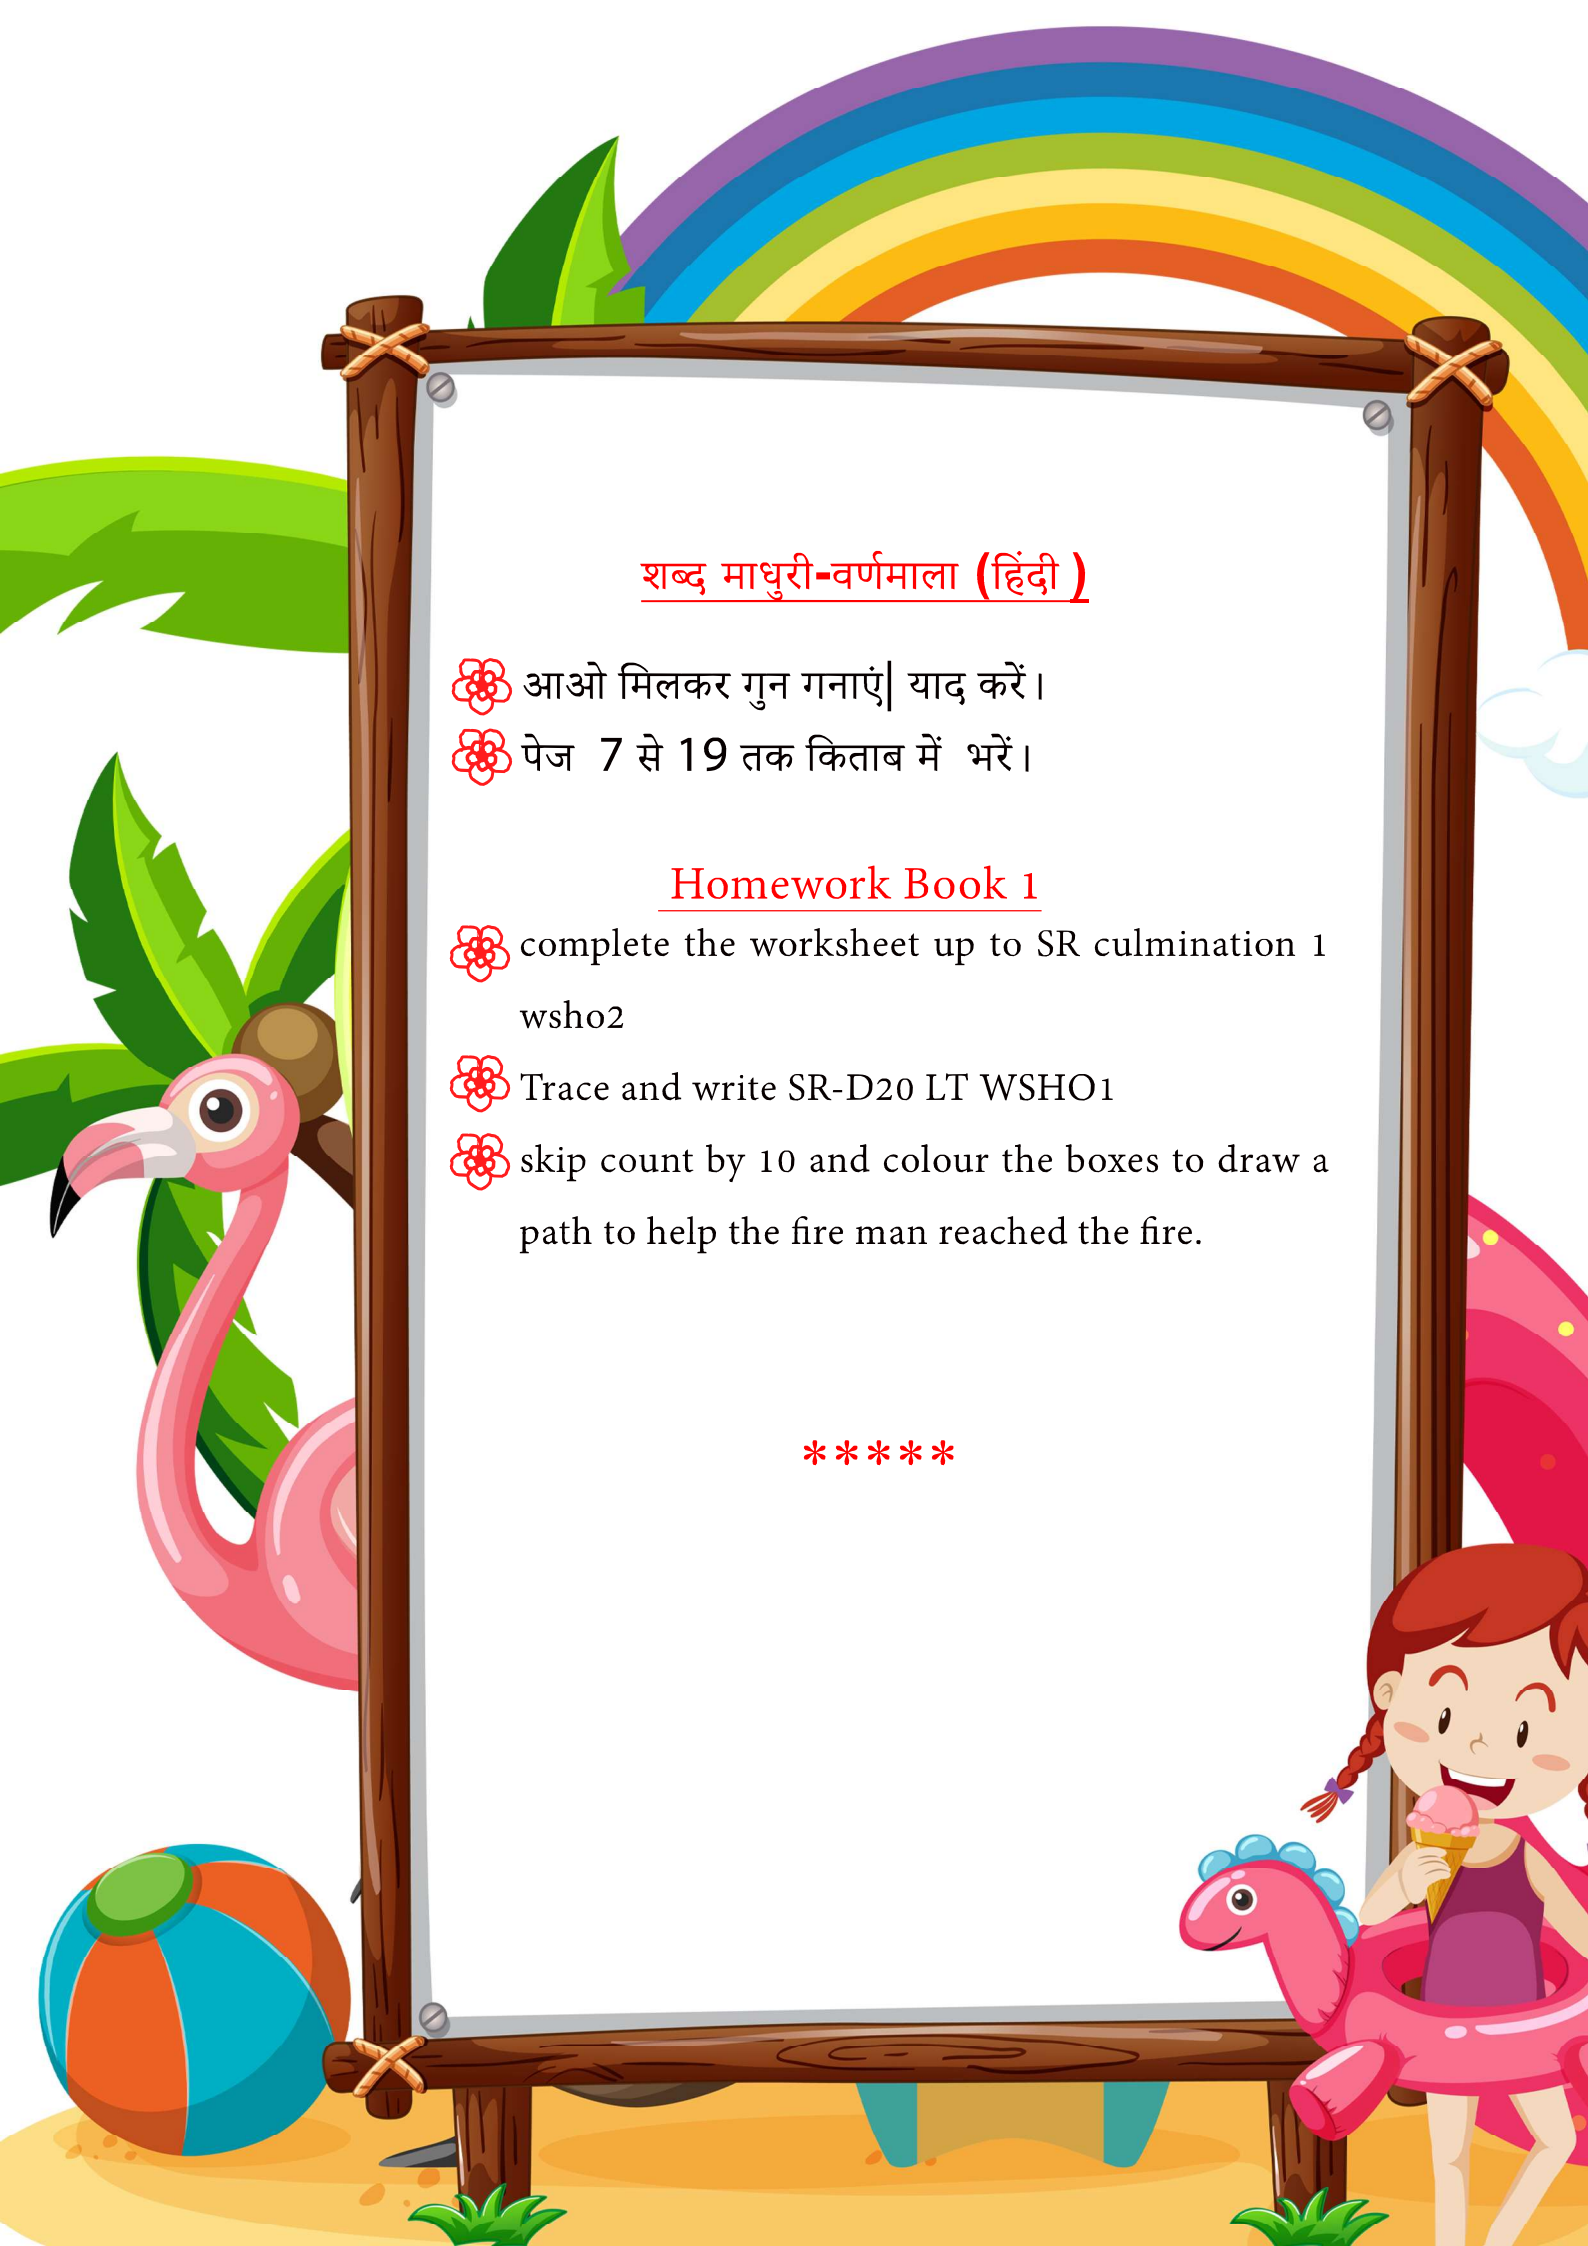 शब्द माधुरी-वर्णमाला (हिंदी )
आओ मिलकर गुन गनाएं| याद करें।
पेज 7 से 19 तक किताब में भरें।
Homework Book 1
complete the worksheet up to SR culmination 1
wsho2
Trace and write SR-D20 LT WSHO1
skip count by 10 and colour the boxes to draw a
path to help the fire man reached the fire.
*****